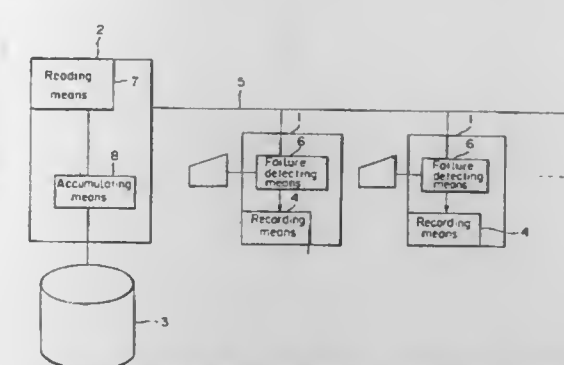 2
Reading
means
7
8
Accumulating
means
3
5
1
6
Failure
detecting
means
4
Recording
means
1
6
Failure
detecting
means
Recording
means
4